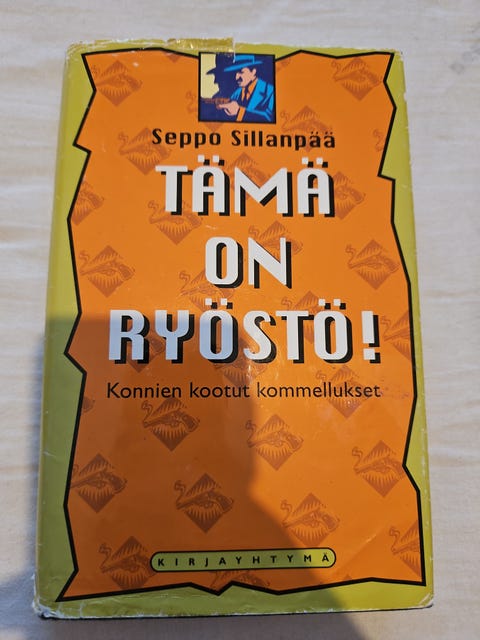 Seppo Sillanpää
TÄMÄ
ON
RYÖSTÖ!
Konnien kootut kommellukset
KIRJAYHTYMÄ